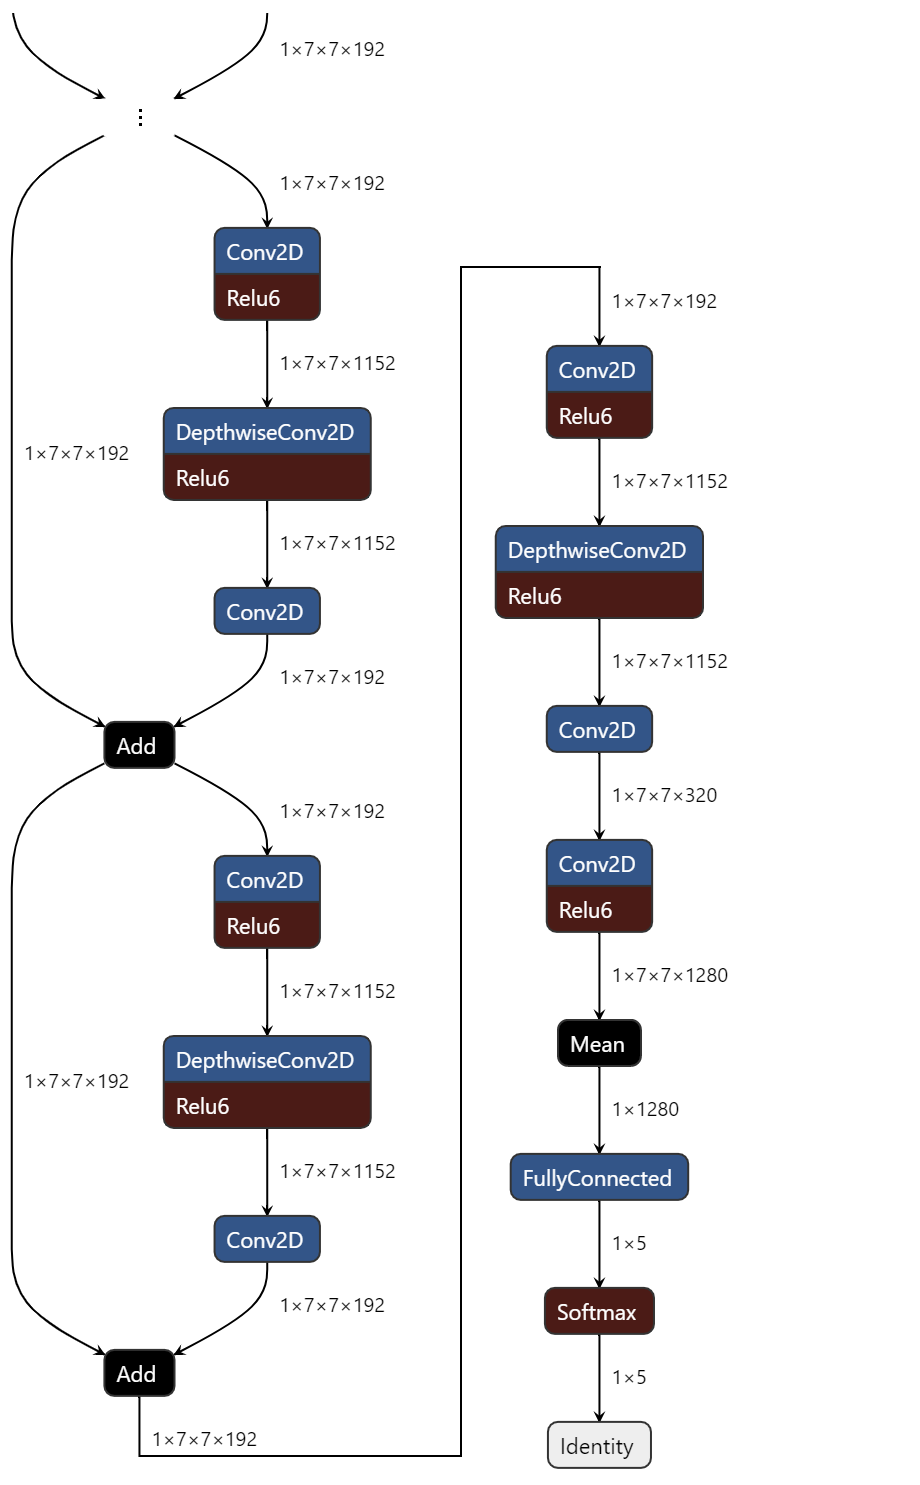 1×7×7×192
⋮
1×7×7×192
Conv2D
Relu6
1×7×7×1152
DepthwiseConv2D
Relu6
1×7×7×192
1×7×7×1152
Conv2D
1×7×7×192
Add
1×7×7×192
Conv2D
Relu6
1×7×7×1152
DepthwiseConv2D
Relu6
1×7×7×192
1×7×7×1152
Conv2D
1×7×7×192
Add
1×7×7×192
1×7×7×192
Conv2D
Relu6
1×7×7×1152
DepthwiseConv2D
Relu6
1×7×7×1152
Conv2D
1×7×7×320
Conv2D
Relu6
1×7×7×1280
Mean
1×1280
FullyConnected
1×5
Softmax
1×5
Identity